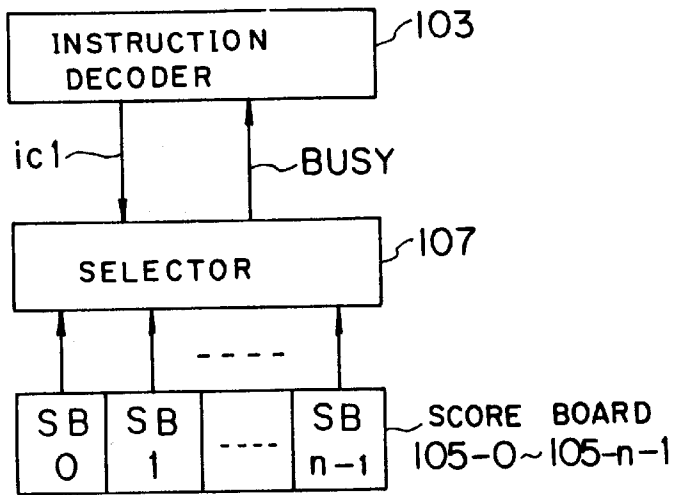 INSTRUCTION
DECODER
103
ic1
BUSY
SELECTOR
107
SB
0
SB
1
SB
n-1
SCORE BOARD
105-0~105-n-1